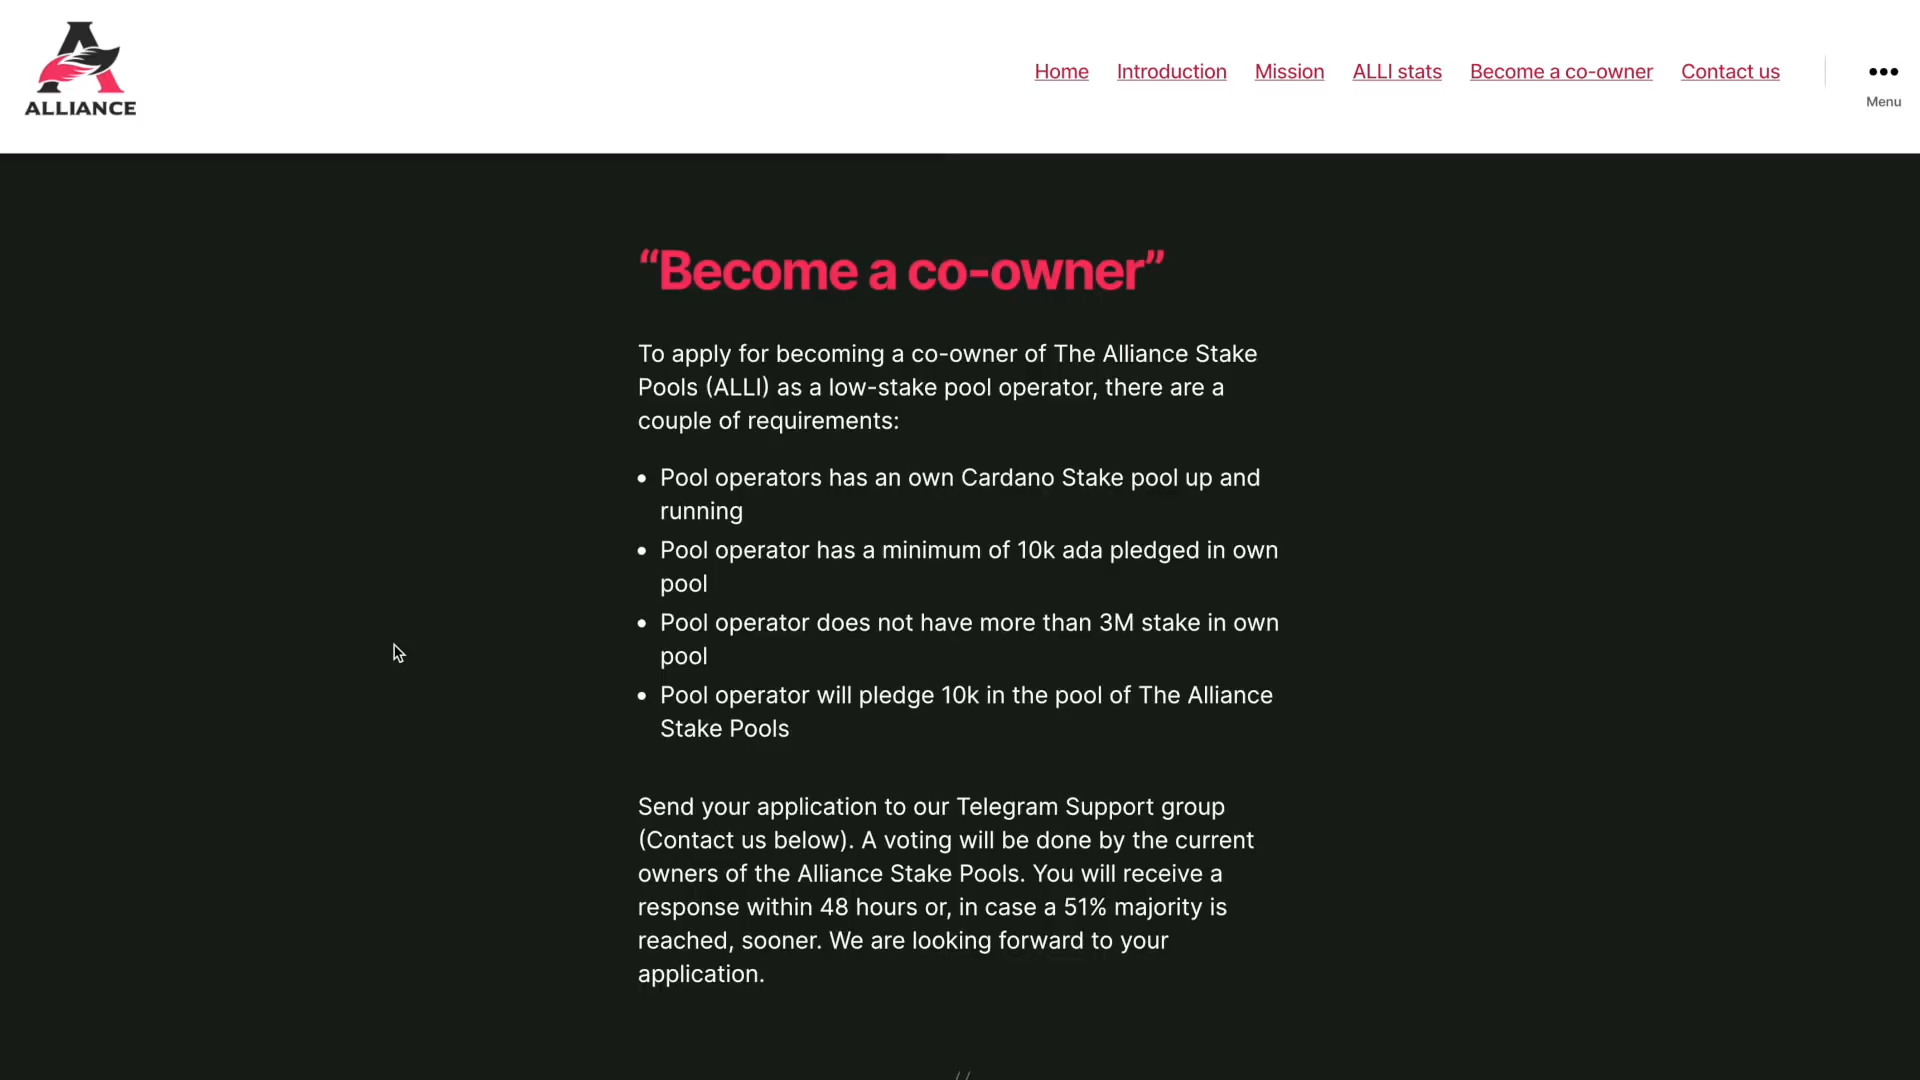 ALLIANCE
Home Introduction Mission ALLI stats Become a co-owner Contact us
Menu
“Become a co-owner”
To apply for becoming a co-owner of The Alliance Stake
Pools (ALLI) as a low-stake pool operator, there are a
couple of requirements:
• Pool operators has an own Cardano Stake pool up and
running
• Pool operator has a minimum of 10k ada pledged in own
pool
• Pool operator does not have more than 3M stake in own
pool
• Pool operator will pledge 10k in the pool of The Alliance
Stake Pools
Send your application to our Telegram Support group
(Contact us below). A voting will be done by the current
owners of the Alliance Stake Pools. You will receive a
response within 48 hours or, in case a 51% majority is
reached, sooner. We are looking forward to your
application.
//